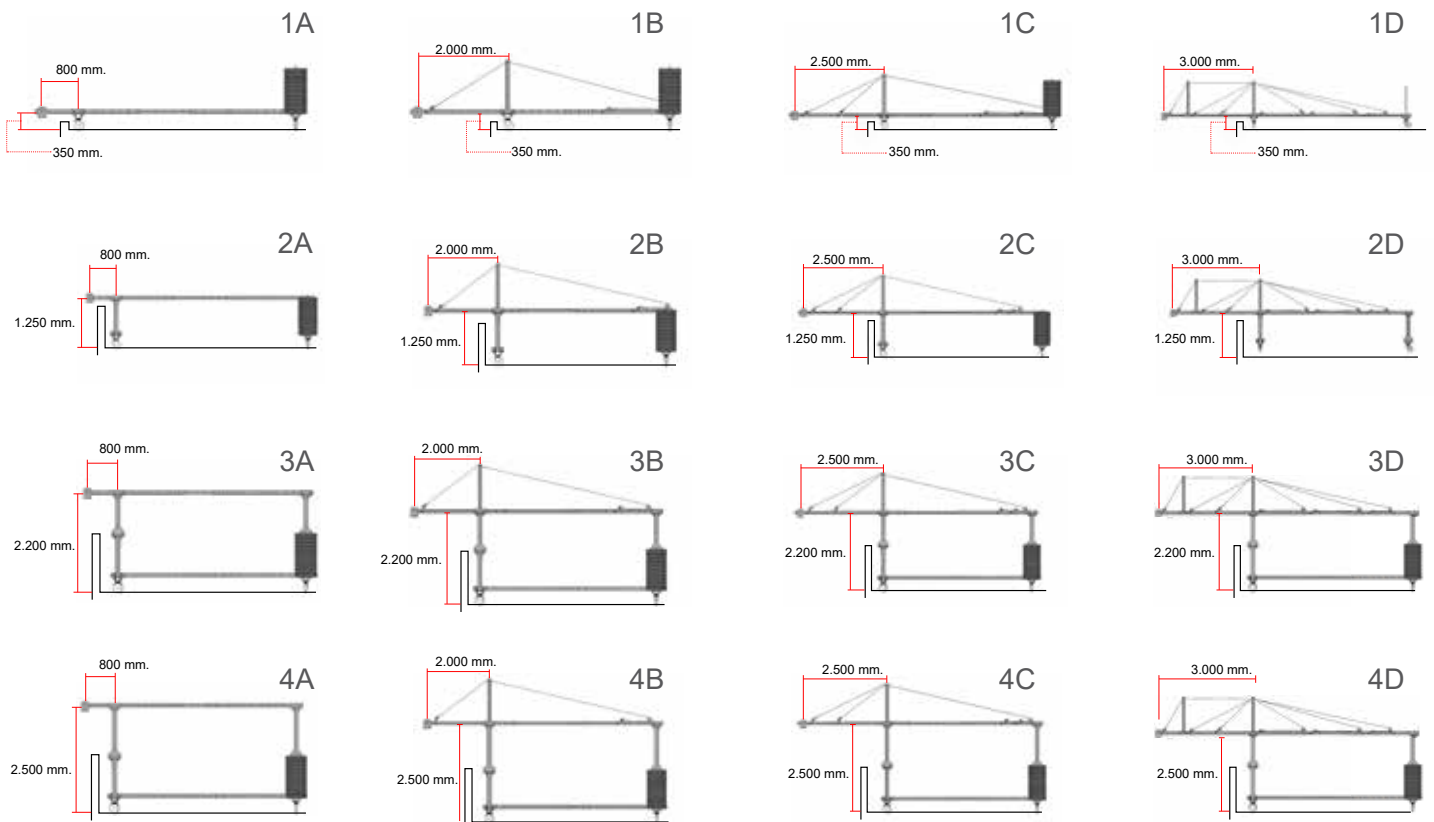 1A
1B
1C
1D
800 mm.
2.000 mm.
2.500 mm.
3.000 mm.
350 mm.
350 mm.
350 mm.
350 mm.
2A
2B
2C
2D
800 mm.
2.000 mm.
2.500 mm.
3.000 mm.
1.250 mm.
1.250 mm.
1.250 mm.
1.250 mm.
3A
3B
3C
3D
800 mm.
2.000 mm.
2.500 mm.
3.000 mm.
2.200 mm.
2.200 mm.
2.200 mm.
2.200 mm.
4A
4B
4C
4D
800 mm.
2.000 mm.
2.500 mm.
3.000 mm.
2.500 mm.
2.500 mm.
2.500 mm.
2.500 mm.